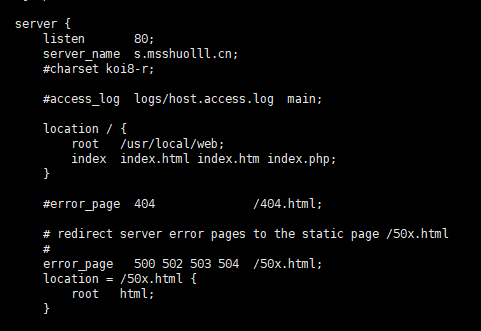 server {
    listen       80;
    server_name  s.msshuolll.cn;
    #charset koi8-r;

    #access_log  logs/host.access.log  main;

    location / {
        root   /usr/local/web;
        index  index.html index.htm index.php;
    }

    #error_page  404              /404.html;

    # redirect server error pages to the static page /50x.html
    #
    error_page   500 502 503 504  /50x.html;
    location = /50x.html {
        root   html;
    }